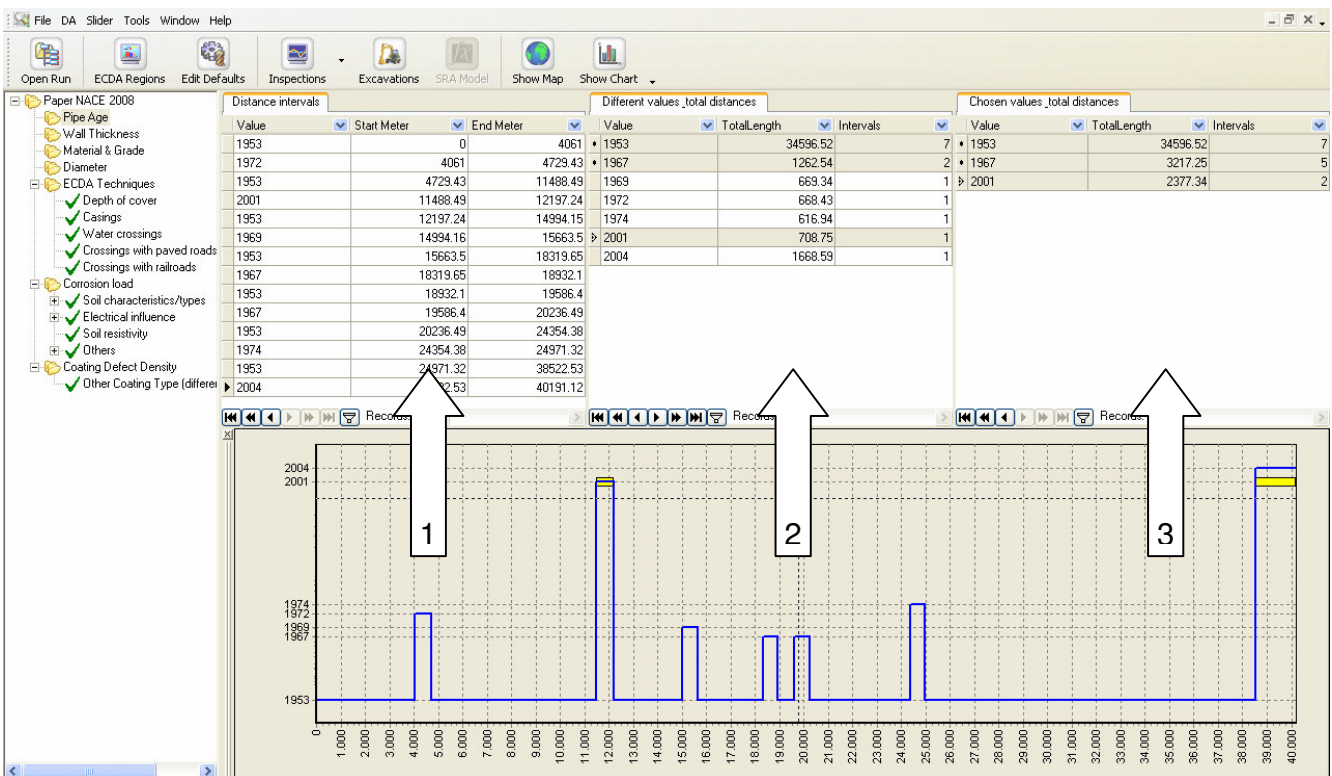 File DA Slider Tools Window Help
Open Run ECDA Regions Edit Defaults Inspections Excavations SRA Model Show Map Show Chart
Paper NACE 2008
Pipe Age
Wall Thickness
Material & Grade
Diameter
ECDA Techniques
Depth of cover
Casings
Water crossings
Crossings with paved roads
Crossings with railroads
Corrosion load
Soil characteristics/types
Electrical influence
Soil resistivity
Others
Coating Defect Density
Other Coating Type (differer
Distance intervals
Value Start Meter End Meter
1953 0 4061
1972 4061 4729.43
1953 4729.43 11488.49
2001 11488.49 12197.24
1953 12197.24 14994.15
1969 14994.16 15663.5
1953 15663.5 18319.65
1967 18319.65 18932.1
1953 18932.1 19586.4
1967 19586.4 20236.49
1953 20236.49 24354.38
1974 24354.38 24971.32
1953 24971.32 38522.53
2004 2.53 40191.12
Records
1
Different values_total distances
Value TotalLength Intervals
1953 34596.52 7
1967 1262.54 2
1969 669.34 1
1972 668.43 1
1974 616.94 1
2001 708.75 1
2004 1668.59 1
Records
2
Chosen values_total distances
Value TotalLength Intervals
1953 34596.52 7
1967 3217.25 5
2001 2377.34 2
Records:
3
2004
2001
1974
1972
1969
1967
1953
0 1.000 2.000 3.000 4.000 5.000 6.000 7.000 8.000 9.000 10.000 11.000 12.000 13.000 14.000 15.000 16.000 17.000 18.000 19.000 20.000 21.000 22.000 23.000 24.000 25.000 26.000 27.000 28.000 29.000 30.000 31.000 32.000 33.000 34.000 35.000 36.000 37.000 38.000 39.000 40.000